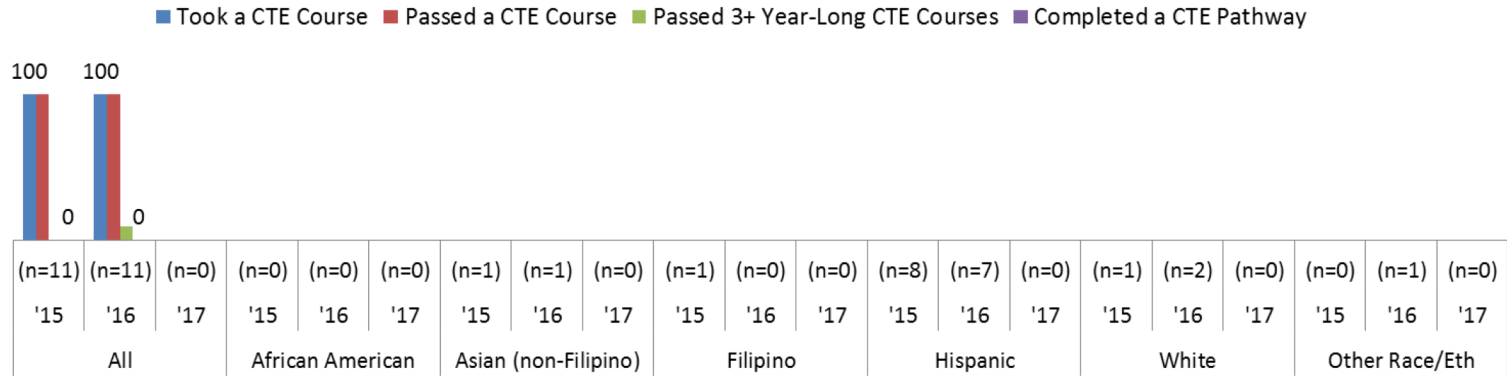 Took a CTE Course Passed a CTE Course Passed 3+ Year-Long CTE Courses Completed a CTE Pathway
100 100
0 0
(n=11) (n=11) (n=0) (n=0) (n=0) (n=0) (n=1) (n=1) (n=0) (n=1) (n=0) (n=0) (n=8) (n=7) (n=0) (n=1) (n=2) (n=0) (n=0) (n=1) (n=0)
'15 '16 '17 '15 '16 '17 '15 '16 '17 '15 '16 '17 '15 '16 '17 '15 '16 '17 '15 '16 '17
All African American Asian (non-Filipino) Filipino Hispanic White Other Race/Eth